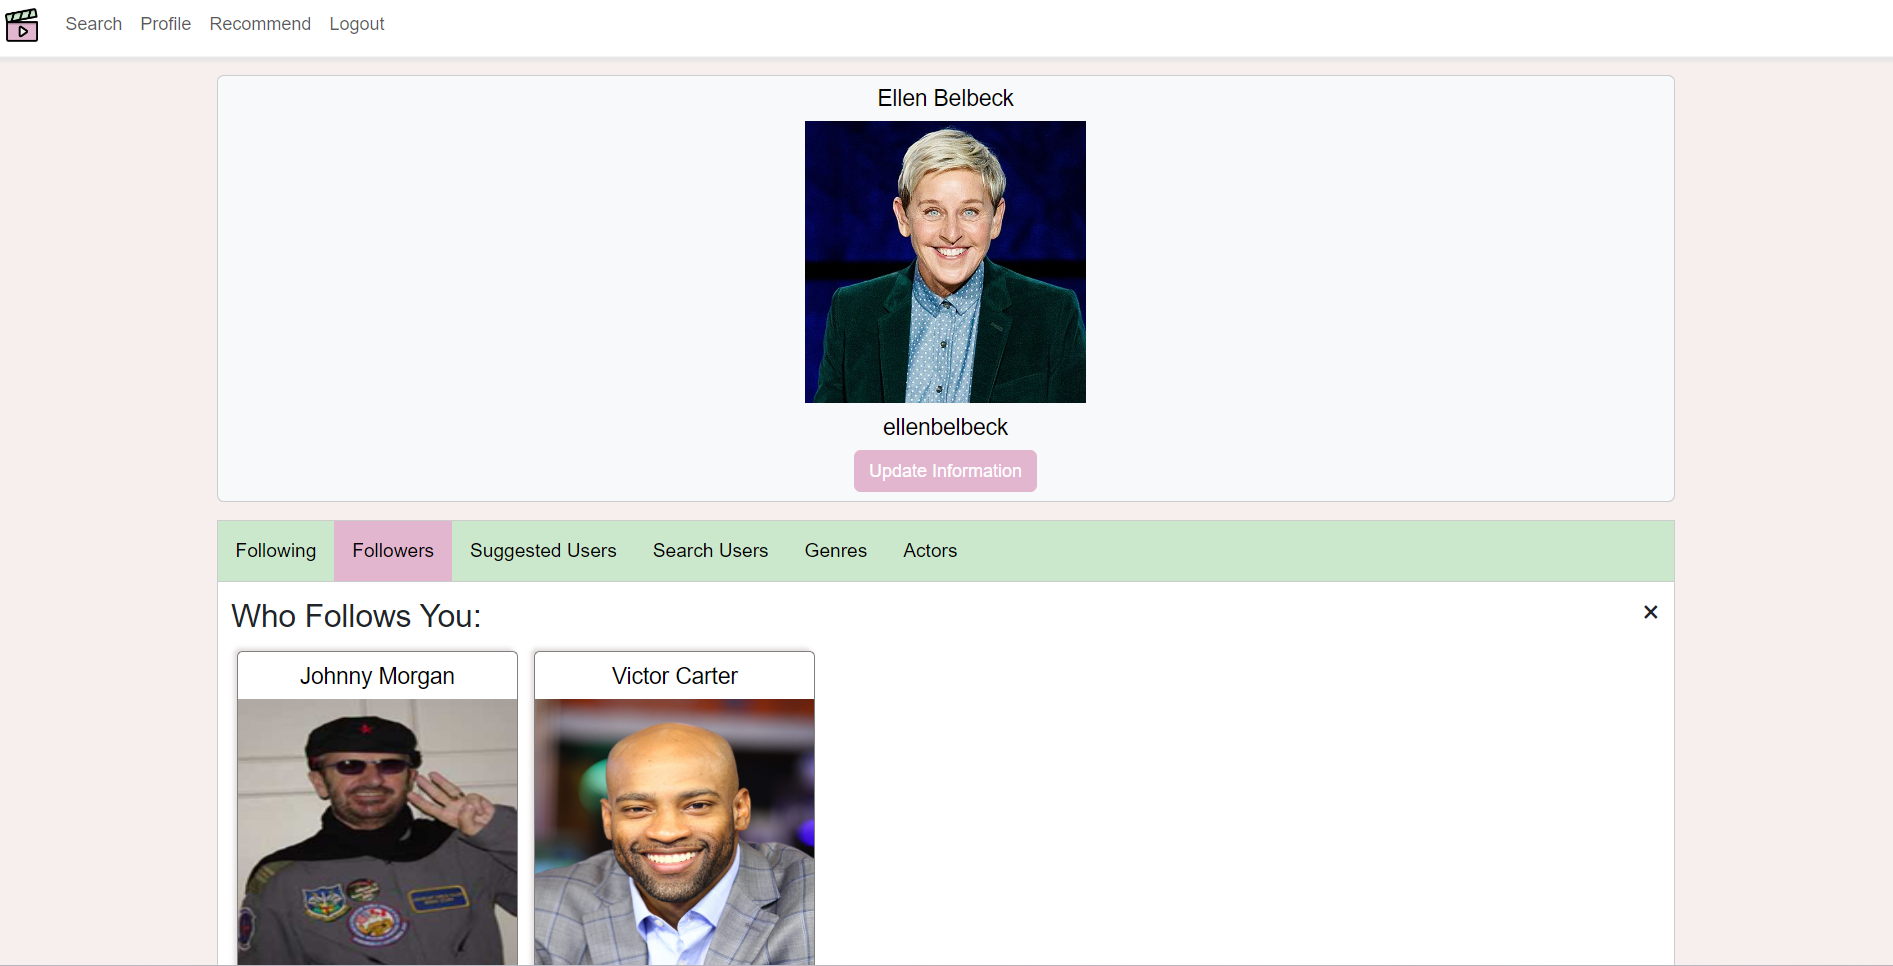 Search Profile Recommend Logout
Ellen Belbeck
ellenbelbeck
Update Information
Following Followers Suggested Users Search Users Genres Actors
Who Follows You:
Johnny Morgan Victor Carter